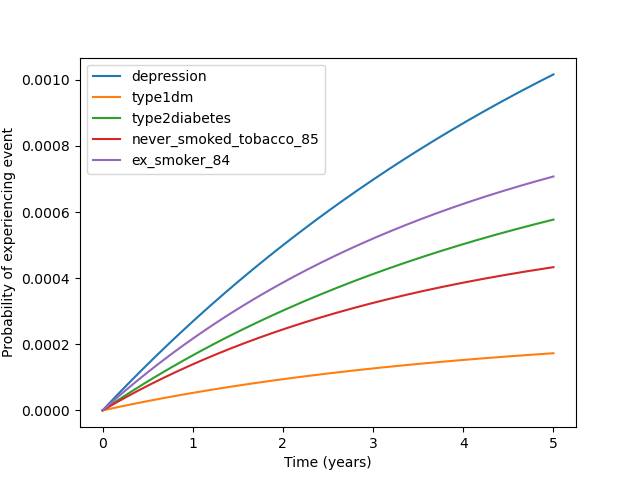 depression
type1dm
type2diabetes
never_smoked_tobacco_85
ex_smoker_84
Probability of experiencing event
0.0010
0.0008
0.0006
0.0004
0.0002
0.0000
0 1 2 3 4 5
Time (years)